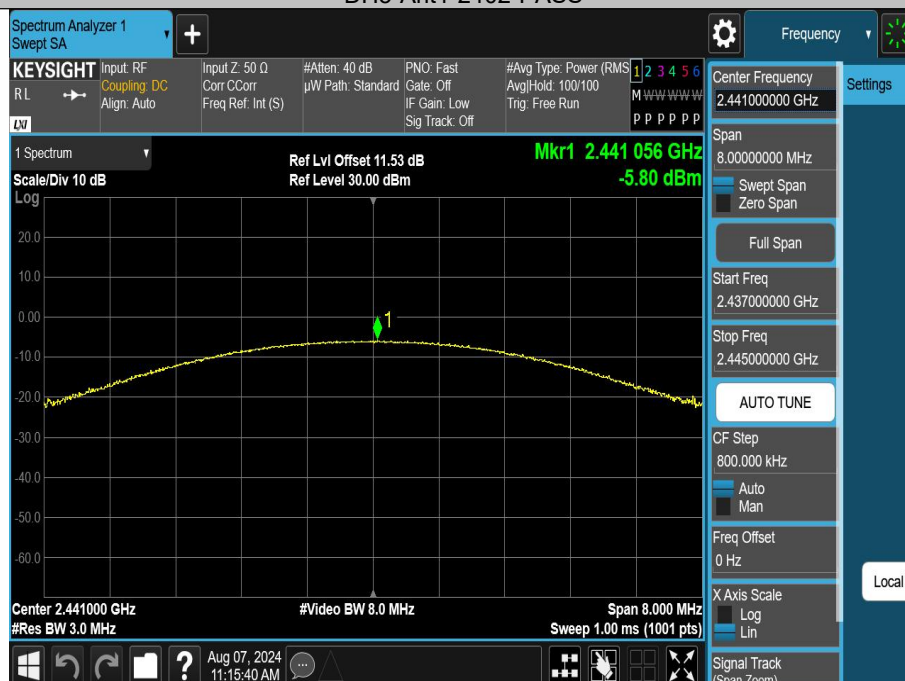 Spectrum Analyzer 1
Swept SA
+
Frequency
KEYSIGHT
RL
LXI
Input: RF
Coupling: DC
Align: Auto
Input Z: 50 Ω
Corr CCorr
Freq Ref: Int (S)
#Atten: 40 dB
µW Path: Standard
PNO: Fast
Gate: Off
IF Gain: Low
Sig Track: Off
#Avg Type: Power (RMS
Avg|Hold: 100/100
Trig: Free Run
1 2 3 4 5 6
M W W W W W
P P P P P P
1 Spectrum
Scale/Div 10 dB
Log
Ref Lvl Offset 11.53 dB
Ref Level 30.00 dBm
Mkr1 2.441 056 GHz
-5.80 dBm
20.0
10.0
0.00
-10.0
-20.0
-30.0
-40.0
-50.0
-60.0
1
Center 2.441000 GHz
#Res BW 3.0 MHz
#Video BW 8.0 MHz
Span 8.000 MHz
Sweep 1.00 ms (1001 pts)
?
Aug 07, 2024
11:15:40 AM
Center Frequency
2.441000000 GHz
Span
8.00000000 MHz
Swept Span
Zero Span
Full Span
Start Freq
2.437000000 GHz
Stop Freq
2.445000000 GHz
AUTO TUNE
CF Step
800.000 kHz
Auto
Man
Freq Offset
0 Hz
X Axis Scale
Log
Lin
Signal Track
(Span Zoom)
Settings
Local